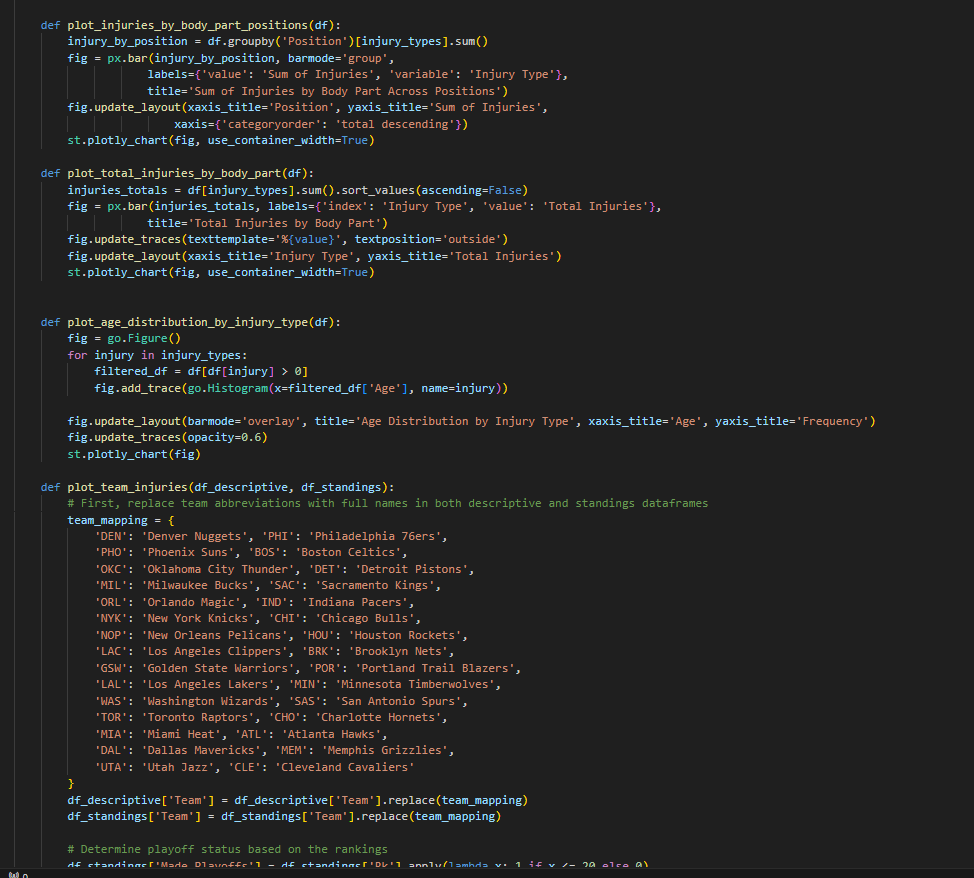 def plot_injuries_by_body_part_positions(df):
    injury_by_position = df.groupby('Position')[injury_types].sum()
    fig = px.bar(injury_by_position, barmode='group',
                labels={'value': 'Sum of Injuries', 'variable': 'Injury Type'},
                title='Sum of Injuries by Body Part Across Positions')
    fig.update_layout(xaxis_title='Position', yaxis_title='Sum of Injuries',
                    xaxis={'categoryorder': 'total descending'})
    st.plotly_chart(fig, use_container_width=True)

def plot_total_injuries_by_body_part(df):
    injuries_totals = df[injury_types].sum().sort_values(ascending=False)
    fig = px.bar(injuries_totals, labels={'index': 'Injury Type', 'value': 'Total Injuries'},
                title='Total Injuries by Body Part')
    fig.update_traces(texttemplate='%{value}', textposition='outside')
    fig.update_layout(xaxis_title='Injury Type', yaxis_title='Total Injuries')
    st.plotly_chart(fig, use_container_width=True)


def plot_age_distribution_by_injury_type(df):
    fig = go.Figure()
    for injury in injury_types:
        filtered_df = df[df[injury] > 0]
        fig.add_trace(go.Histogram(x=filtered_df['Age'], name=injury))

    fig.update_layout(barmode='overlay', title='Age Distribution by Injury Type', xaxis_title='Age', yaxis_title='Frequency')
    fig.update_traces(opacity=0.6)
    st.plotly_chart(fig)

def plot_team_injuries(df_descriptive, df_standings):
    # First, replace team abbreviations with full names in both descriptive and standings dataframes
    team_mapping = {
        'DEN': 'Denver Nuggets', 'PHI': 'Philadelphia 76ers',
        'PHO': 'Phoenix Suns', 'BOS': 'Boston Celtics',
        'OKC': 'Oklahoma City Thunder', 'DET': 'Detroit Pistons',
        'MIL': 'Milwaukee Bucks', 'SAC': 'Sacramento Kings',
        'ORL': 'Orlando Magic', 'IND': 'Indiana Pacers',
        'NYK': 'New York Knicks', 'CHI': 'Chicago Bulls',
        'NOP': 'New Orleans Pelicans', 'HOU': 'Houston Rockets',
        'LAC': 'Los Angeles Clippers', 'BRK': 'Brooklyn Nets',
        'GSW': 'Golden State Warriors', 'POR': 'Portland Trail Blazers',
        'LAL': 'Los Angeles Lakers', 'MIN': 'Minnesota Timberwolves',
        'WAS': 'Washington Wizards', 'SAS': 'San Antonio Spurs',
        'TOR': 'Toronto Raptors', 'CHO': 'Charlotte Hornets',
        'MIA': 'Miami Heat', 'ATL': 'Atlanta Hawks',
        'DAL': 'Dallas Mavericks', 'MEM': 'Memphis Grizzlies',
        'UTA': 'Utah Jazz', 'CLE': 'Cleveland Cavaliers'
    }
    df_descriptive['Team'] = df_descriptive['Team'].replace(team_mapping)
    df_standings['Team'] = df_standings['Team'].replace(team_mapping)

    # Determine playoff status based on the rankings
    df_standings['Made Playoffs'] = df_standings['Rk'].apply(lambda x: 1 if x <= 20 else 0)